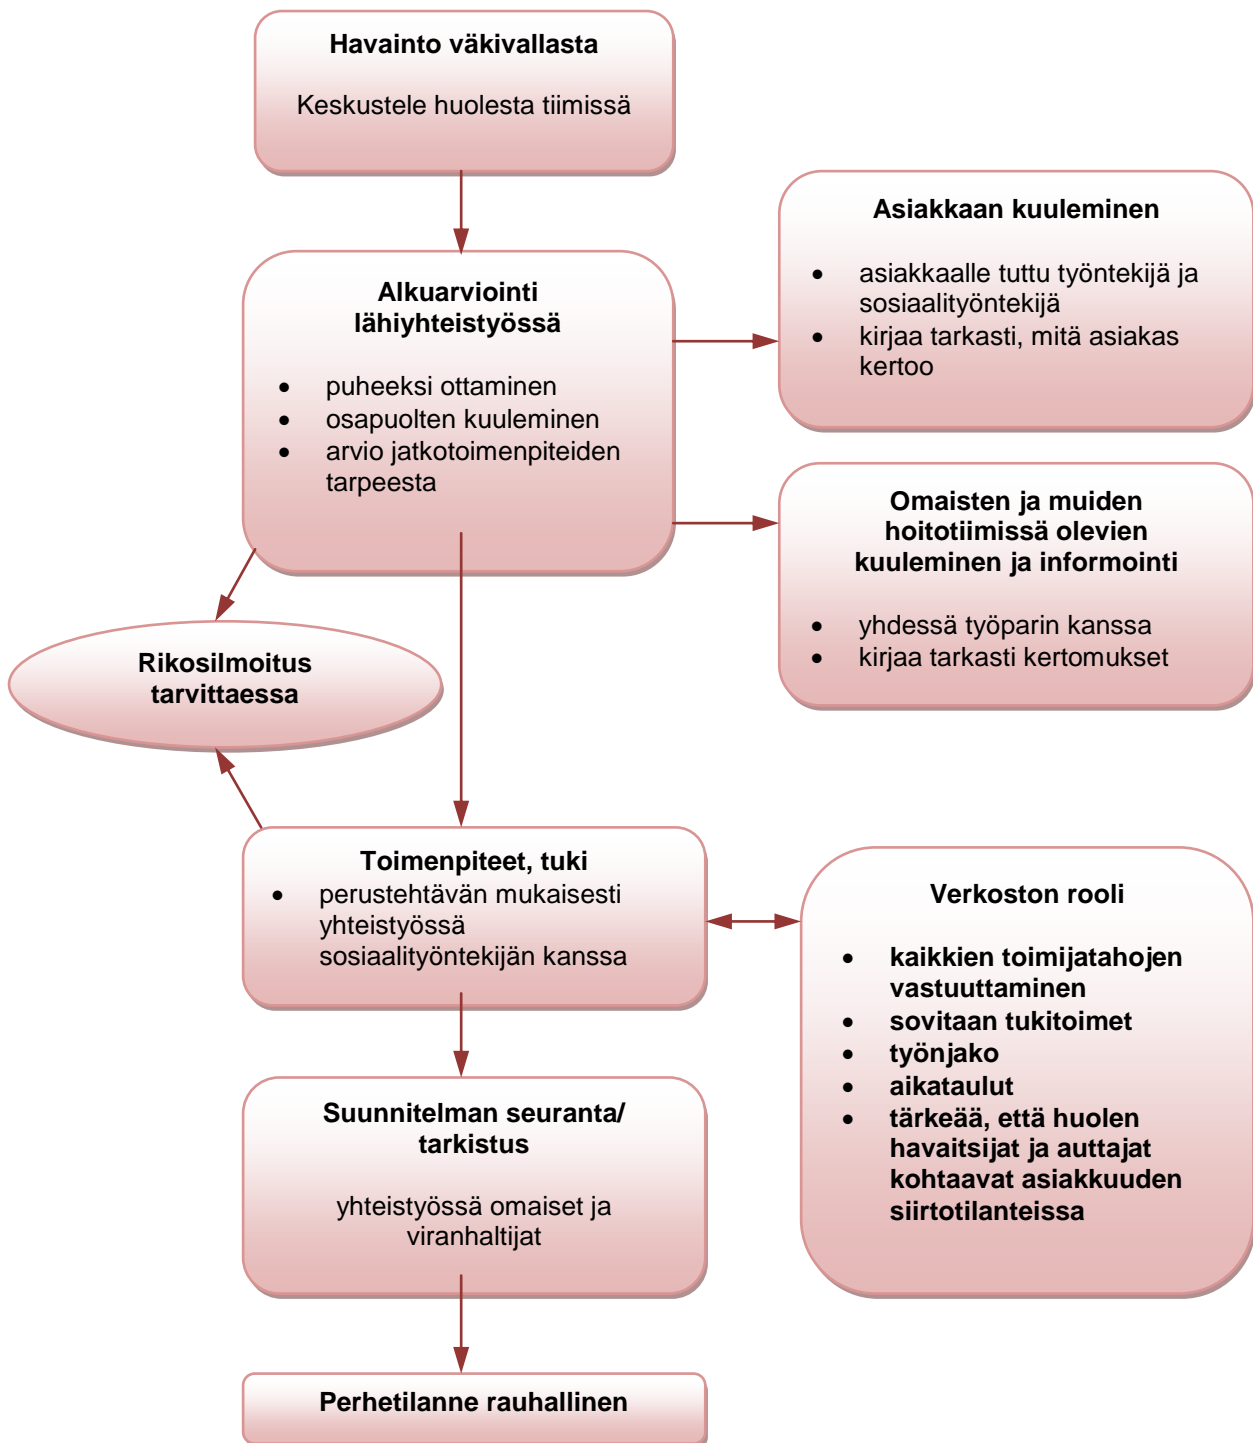 Havainto väkivallasta
Keskustele huolesta tiimissä
Alkuarviointi
lähiyhteistyössä
• puheeksi ottaminen
• osapuolten kuuleminen
• arvio jatkotoimenpiteiden
tarpeesta
Asiakkaan kuuleminen
• asiakkaalle tuttu työntekijä ja
sosiaalityöntekijä
• kirjaa tarkasti, mitä asiakas
kertoo
Omaisten ja muiden
hoitotiimissä olevien
kuuleminen ja informointi
• yhdessä työparin kanssa
• kirjaa tarkasti kertomukset
Rikosilmoitus
tarvittaessa
Toimenpiteet, tuki
• perustehtävän mukaisesti
yhteistyössä
sosiaalityöntekijän kanssa
Verkoston rooli
• kaikkien toimijatahojen
vastuuttaminen
• sovitaan tukitoimet
• työnjako
• aikataulut
• tärkeää, että huolen
havaitsijat ja auttajat
kohtaavat asiakkuuden
siirtotilanteissa
Suunnitelman seuranta/
tarkistus
yhteistyössä omaiset ja
viranhaltijat
Perhetilanne rauhallinen